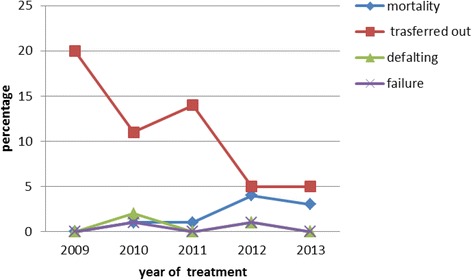 25
20
15
10
5
0
percentage
2009 2010 2011 2012 2013
year of treatment
mortality
trasferred out
defalting
failure